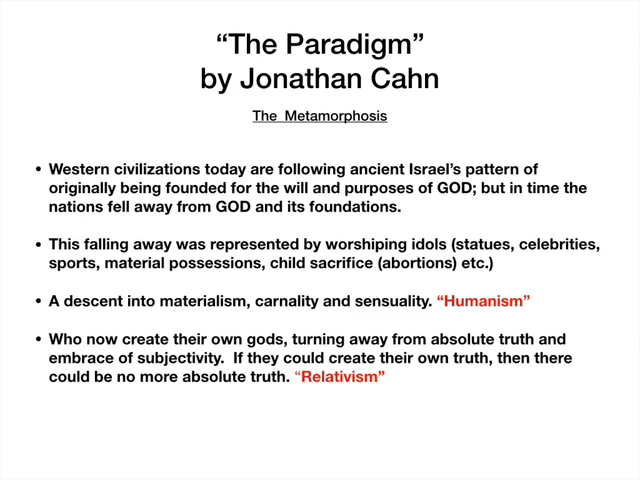 “The Paradigm”
by Jonathan Cahn
The  Metamorphosis
• Western civilizations today are following ancient Israel’s pattern of
originally being founded for the will and purposes of GOD; but in time the
nations fell away from GOD and its foundations.
• This falling away was represented by worshiping idols (statues, celebrities,
sports, material possessions, child sacrifice (abortions) etc.)
• A descent into materialism, carnality and sensuality. “Humanism”
• Who now create their own gods, turning away from absolute truth and
embrace of subjectivity.  If they could create their own truth, then there
could be no more absolute truth. “Relativism”